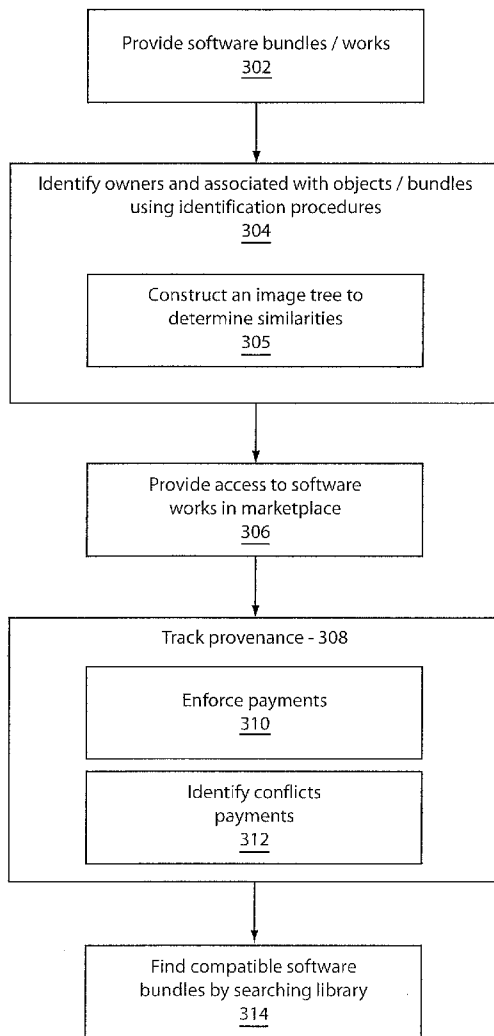 Provide software bundles / works
302
Identify owners and associated with objects / bundles
using identification procedures
304
Construct an image tree to
determine similarities
305
Provide access to software
works in marketplace
306
Track provenance - 308
Enforce payments
310
Identify conflicts
payments
312
Find compatible software
bundles by searching library
314